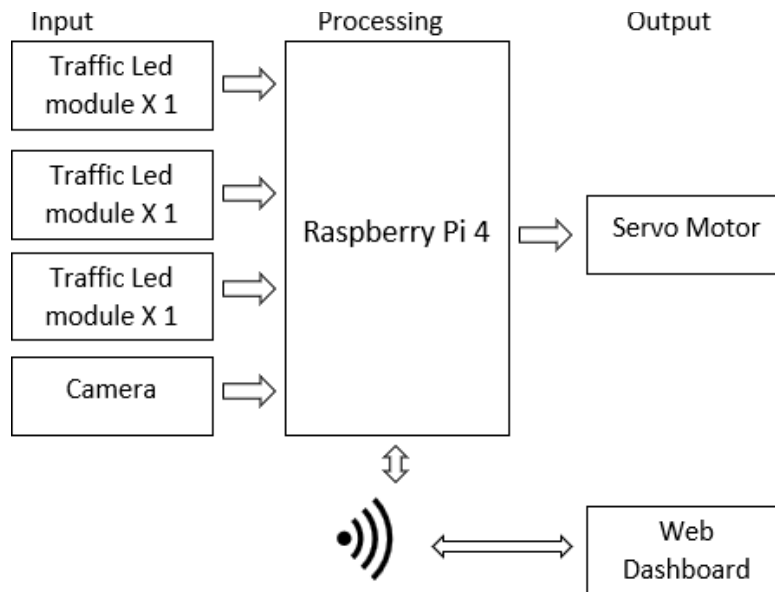 Input
Processing
Output
Traffic Led
module X 1
Traffic Led
module X 1
Traffic Led
module X 1
Camera
Raspberry Pi 4
Servo Motor
Web
Dashboard